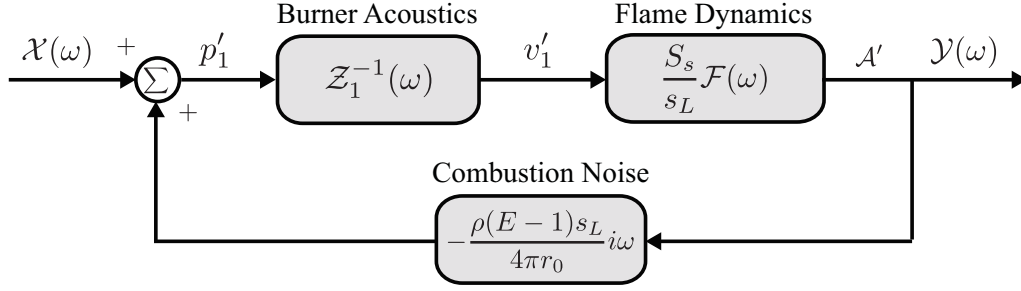 Burner Acoustics Flame Dynamics
𝒳(ω) + Σ p′₁ 𝒵₁⁻¹(ω) v′₁ S_s/s_L ℱ(ω) 𝒜′ 𝒴(ω)
+
Combustion Noise
−ρ(E − 1)s_L/4πr₀ iω